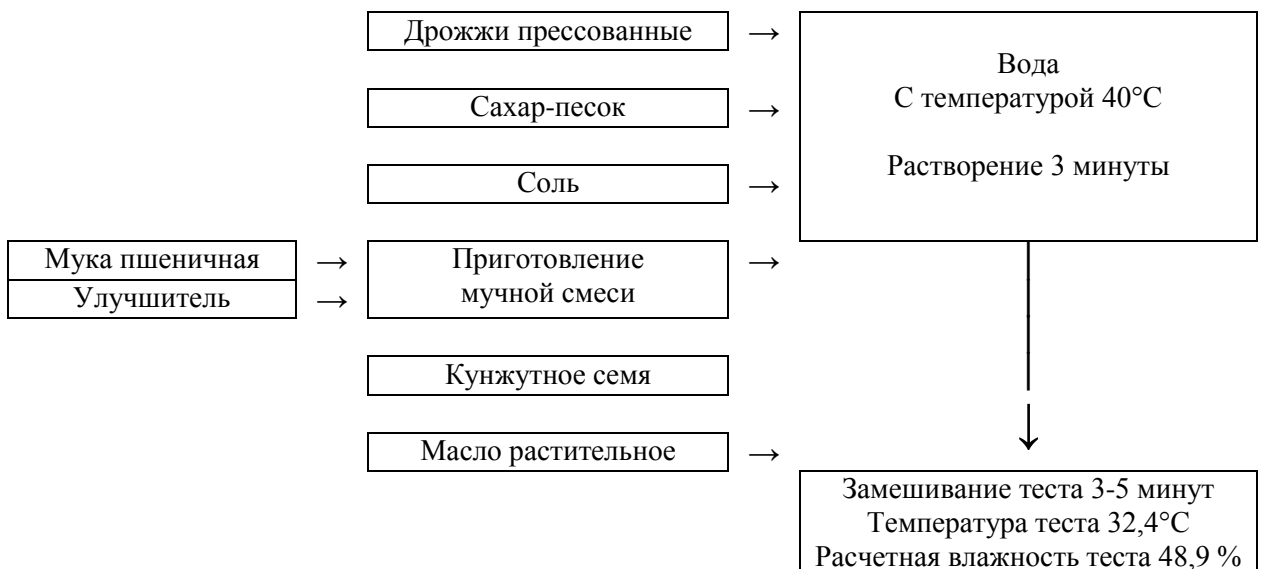 Дрожжи прессованные →
Вода
С температурой 40°С
Сахар-песок →
Растворение 3 минуты
Соль →
Мука пшеничная →
Улучшитель →
Приготовление →
мучной смеси
Кунжутное семя
Масло растительное →
Замешивание теста 3-5 минут
Температура теста 32,4°С
Расчетная влажность теста 48,9 %